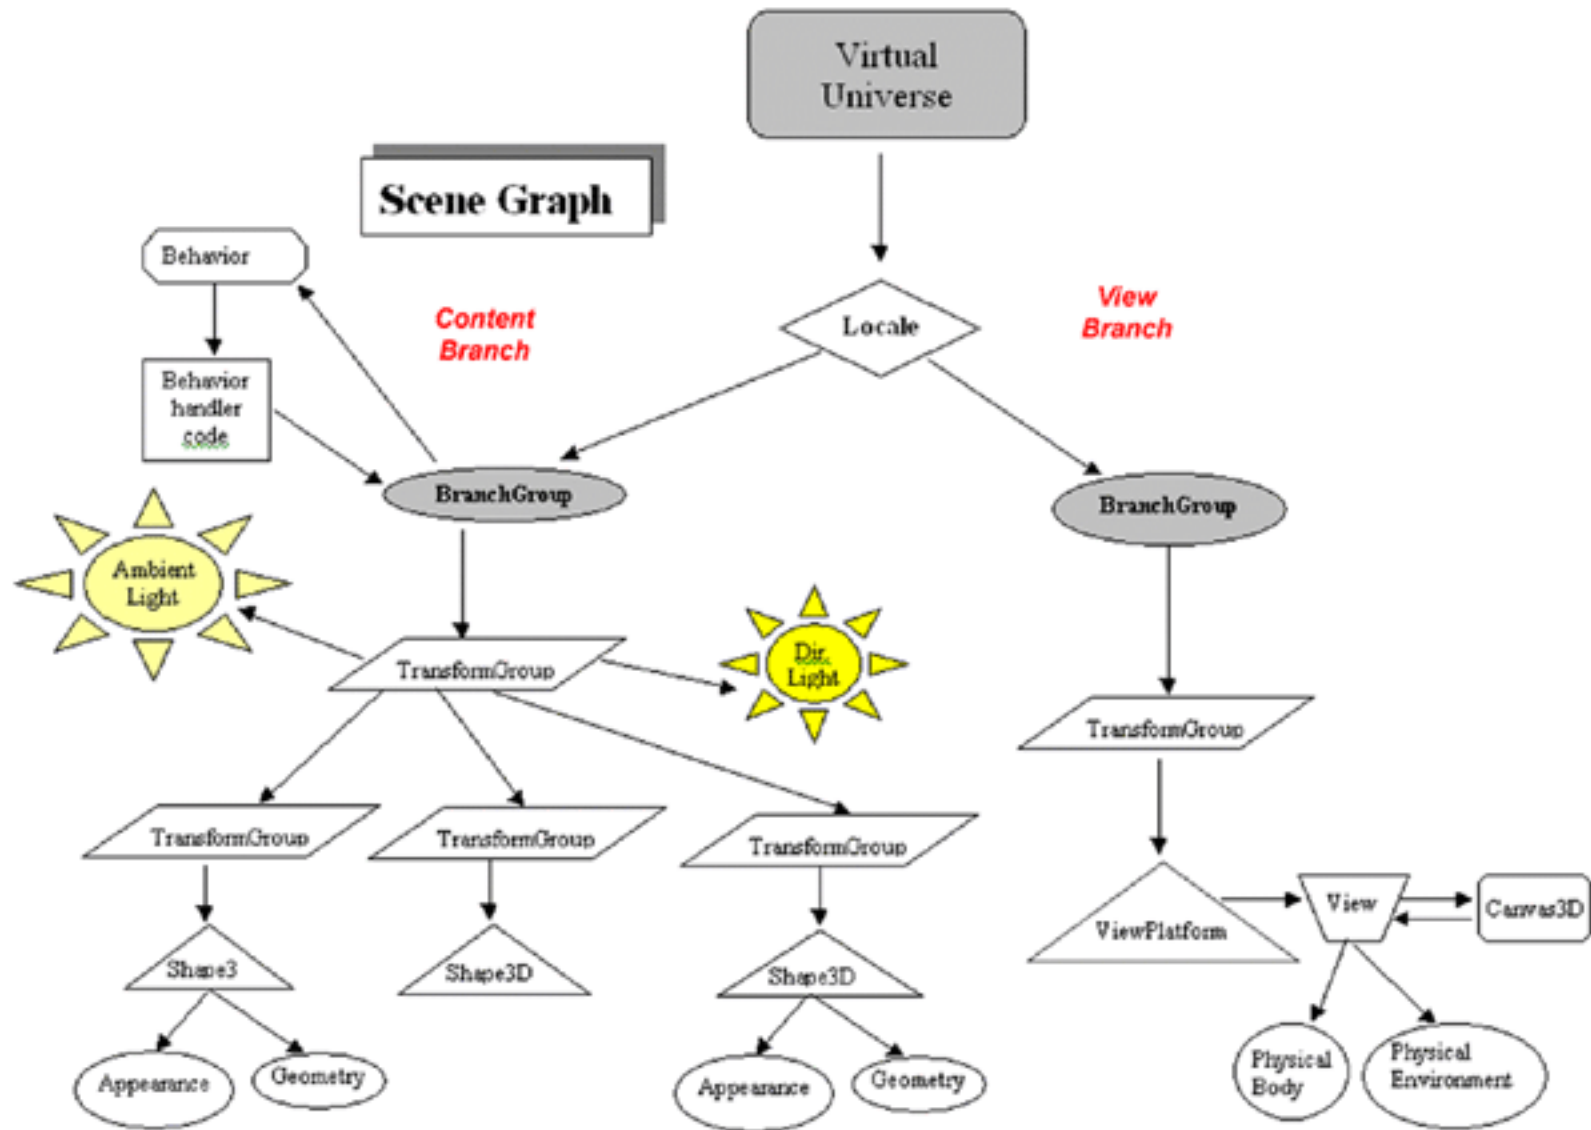 Virtual
Universe
Scene Graph
Behavior
Content
Branch
View
Branch
Locale
Behavior
handler
code
BranchGroup
BranchGroup
Ambient
Light
TransformGroup
Dir
Light
TransformGroup
TransformGroup
TransformGroup
TransformGroup
Shape3
Shape3D
Shape3D
ViewPlatform
View
Canvas3D
Appearance
Geometry
Appearance
Geometry
Physical
Body
Physical
Environment